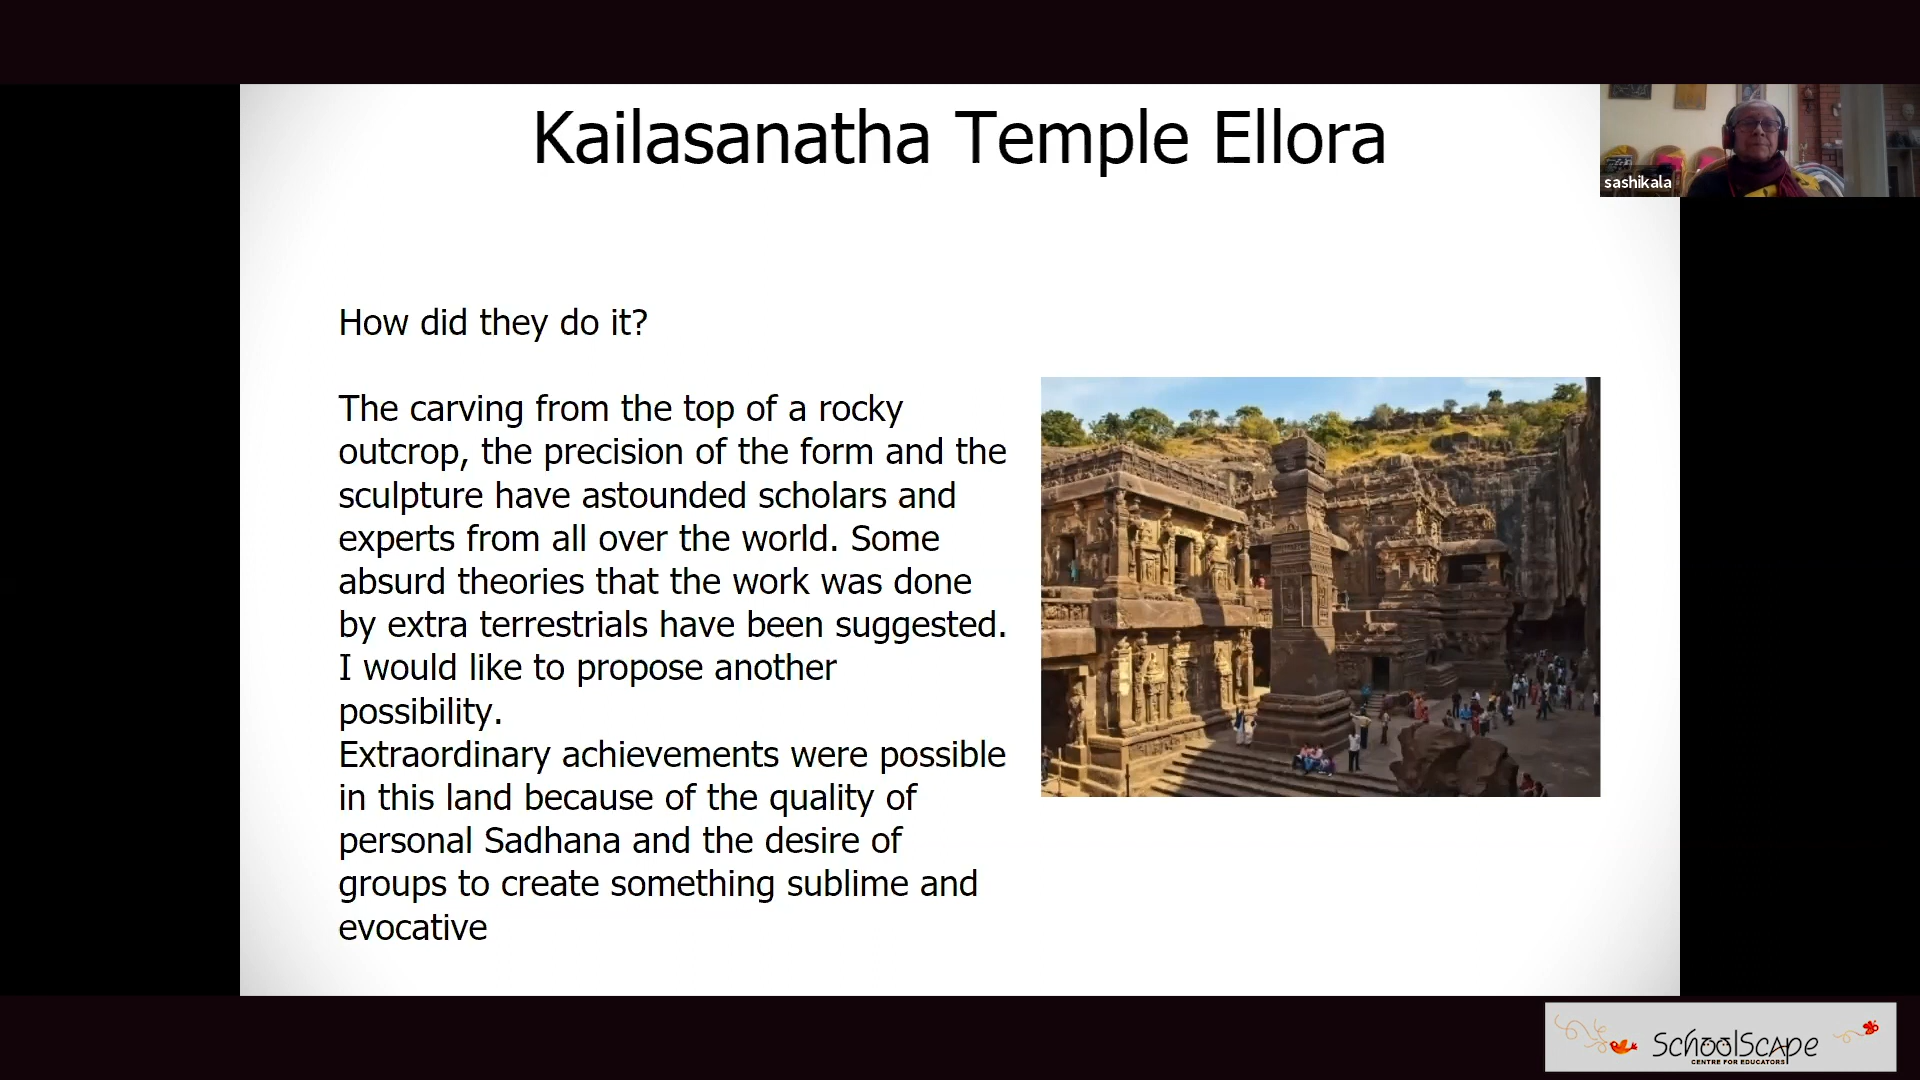 Kailasanatha Temple Ellora
sashikala
How did they do it?
The carving from the top of a rocky
outcrop, the precision of the form and the
sculpture have astounded scholars and
experts from all over the world. Some
absurd theories that the work was done
by extra terrestrials have been suggested.
I would like to propose another
possibility.
Extraordinary achievements were possible
in this land because of the quality of
personal Sadhana and the desire of
groups to create something sublime and
evocative
SchoolScape
CENTRE FOR EDUCATORS